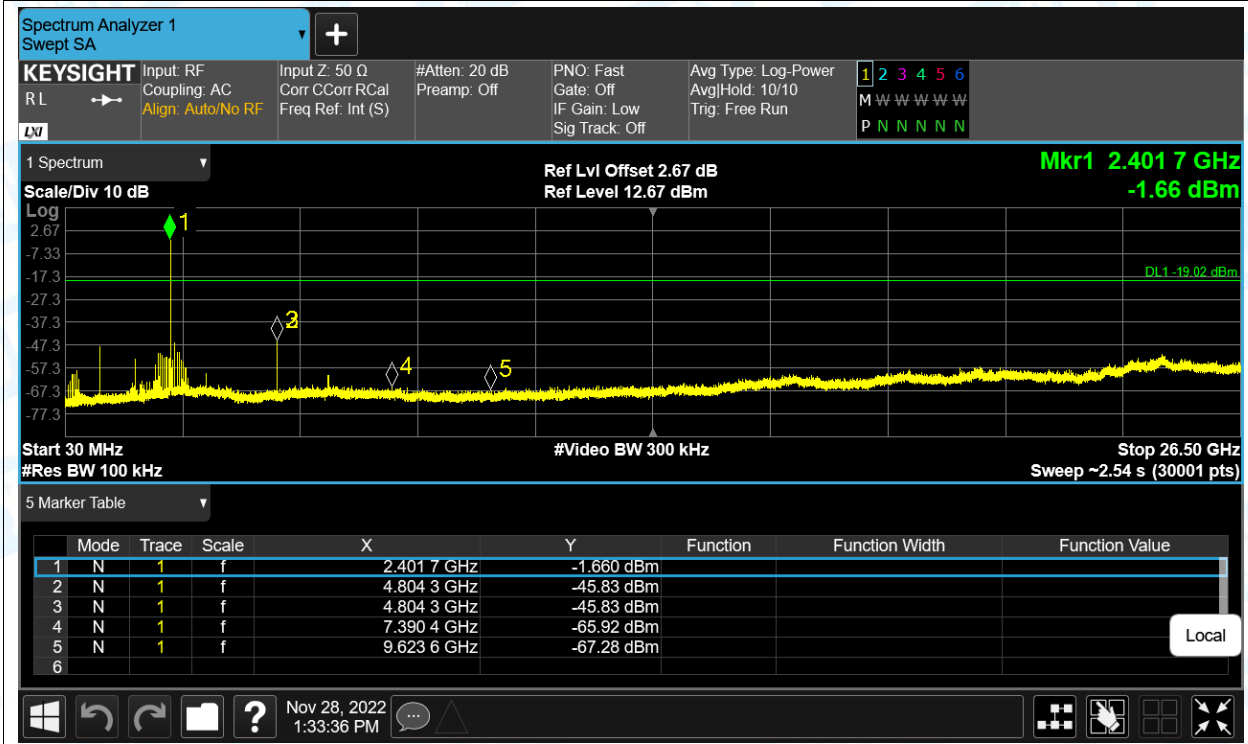 Spectrum Analyzer 1
Swept SA
+
KEYSIGHT
R L
LXI
Input: RF
Coupling: AC
Align: Auto/No RF
Input Z: 50 Ω
Corr CCorr RCal
Freq Ref: Int (S)
#Atten: 20 dB
Preamp: Off
PNO: Fast
Gate: Off
IF Gain: Low
Sig Track: Off
Avg Type: Log-Power
Avg|Hold: 10/10
Trig: Free Run
1 2 3 4 5 6
M W W W W W W
P N N N N N N
1 Spectrum
Scale/Div 10 dB
Ref Lvl Offset 2.67 dB
Ref Level 12.67 dBm
Mkr1 2.401 7 GHz
-1.66 dBm
Log
2.67
-7.33
-17.3
-27.3
-37.3
-47.3
-57.3
-67.3
-77.3
1
DL1 -19.02 dBm
3
4
5
Start 30 MHz
#Res BW 100 kHz
#Video BW 300 kHz
Stop 26.50 GHz
Sweep ~2.54 s (30001 pts)
5 Marker Table
Mode Trace Scale X Y Function Function Width Function Value
1 N 1 f 2.401 7 GHz -1.660 dBm
2 N 1 f 4.804 3 GHz -45.83 dBm
3 N 1 f 4.804 3 GHz -45.83 dBm
4 N 1 f 7.390 4 GHz -65.92 dBm
5 N 1 f 9.623 6 GHz -67.28 dBm
6
Local
?
Nov 28, 2022
1:33:36 PM